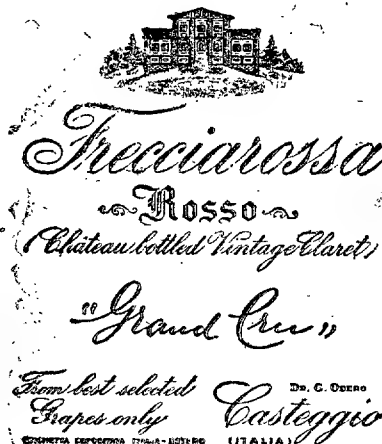 Frecciarossa
Rosso
(Château bottled Vintage Claret)
"Grand Cru"
From best selected
Grapes only
Dr. G. Odero
Casteggio
(ITALIA)